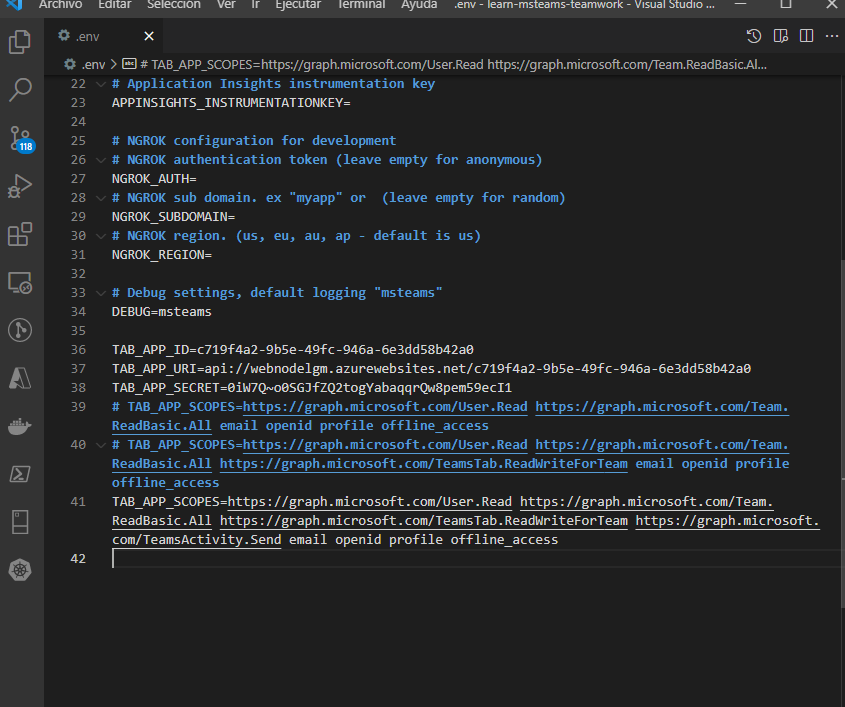 Archivo Editar Selección Ver Ir Ejecutar Terminal Ayuda .env - learn-msteams-teamwork - Visual Studio ...
.env
.env > # TAB_APP_SCOPES=https://graph.microsoft.com/User.Read https://graph.microsoft.com/Team.ReadBasic.Al...
22 # Application Insights instrumentation key
23 APPINSIGHTS_INSTRUMENTATIONKEY=
24
25 # NGROK configuration for development
26 # NGROK authentication token (leave empty for anonymous)
27 NGROK_AUTH=
28 # NGROK sub domain. ex "myapp" or  (leave empty for random)
29 NGROK_SUBDOMAIN=
30 # NGROK region. (us, eu, au, ap - default is us)
31 NGROK_REGION=
32
33 # Debug settings, default logging "msteams"
34 DEBUG=msteams
35
36 TAB_APP_ID=c719f4a2-9b5e-49fc-946a-6e3dd58b42a0
37 TAB_APP_URI=api://webnodelgm.azurewebsites.net/c719f4a2-9b5e-49fc-946a-6e3dd58b42a0
38 TAB_APP_SECRET=0iW7Q~o0SGJfZQ2togYabaqqrQw8pem59ecI1
39 # TAB_APP_SCOPES=https://graph.microsoft.com/User.Read https://graph.microsoft.com/Team.
ReadBasic.All email openid profile offline_access
40 # TAB_APP_SCOPES=https://graph.microsoft.com/User.Read https://graph.microsoft.com/Team.
ReadBasic.All https://graph.microsoft.com/TeamsTab.ReadWriteForTeam email openid profile
offline_access
41 TAB_APP_SCOPES=https://graph.microsoft.com/User.Read https://graph.microsoft.com/Team.
ReadBasic.All https://graph.microsoft.com/TeamsTab.ReadWriteForTeam https://graph.microsoft.
com/TeamsActivity.Send email openid profile offline_access
42
118